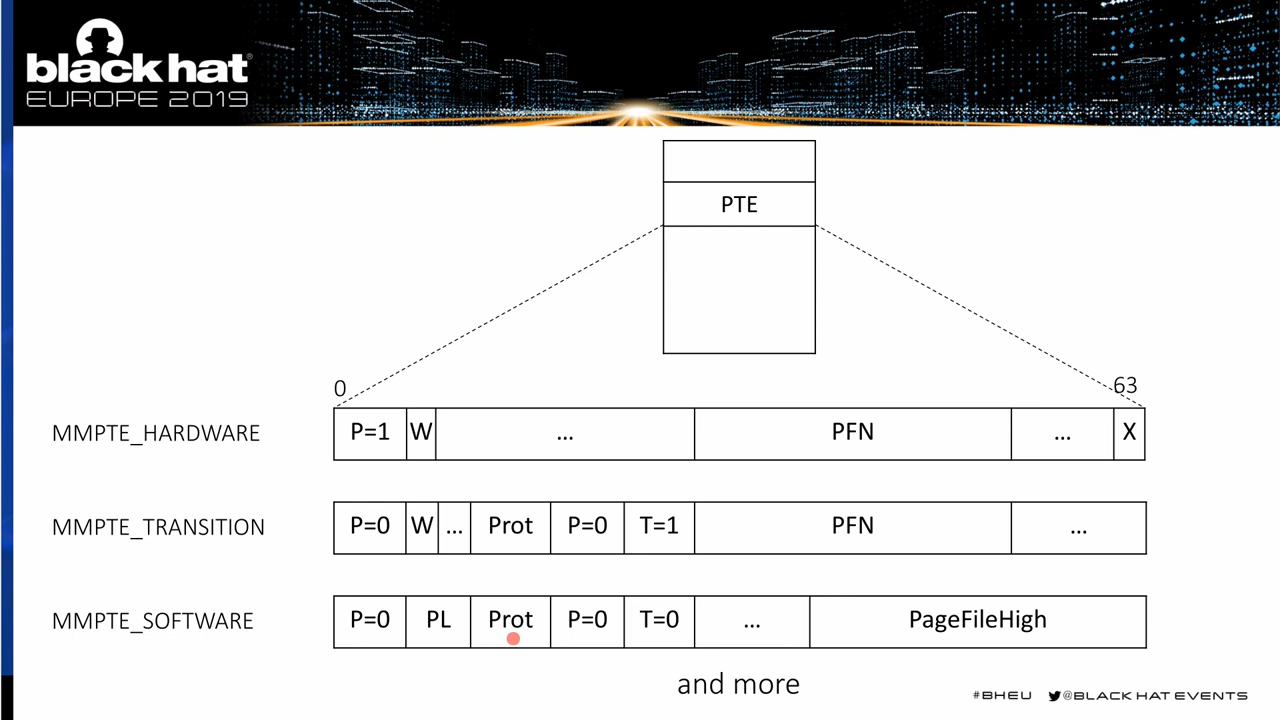 black hat®
EUROPE 2019
PTE
0
63
MMPTE_HARDWARE
P=1 W ... PFN ... X
MMPTE_TRANSITION
P=0 W ... Prot P=0 T=1 PFN ...
MMPTE_SOFTWARE
P=0 PL Prot P=0 T=0 ... PageFileHigh
and more
#BHEU @BLACK HAT EVENTS